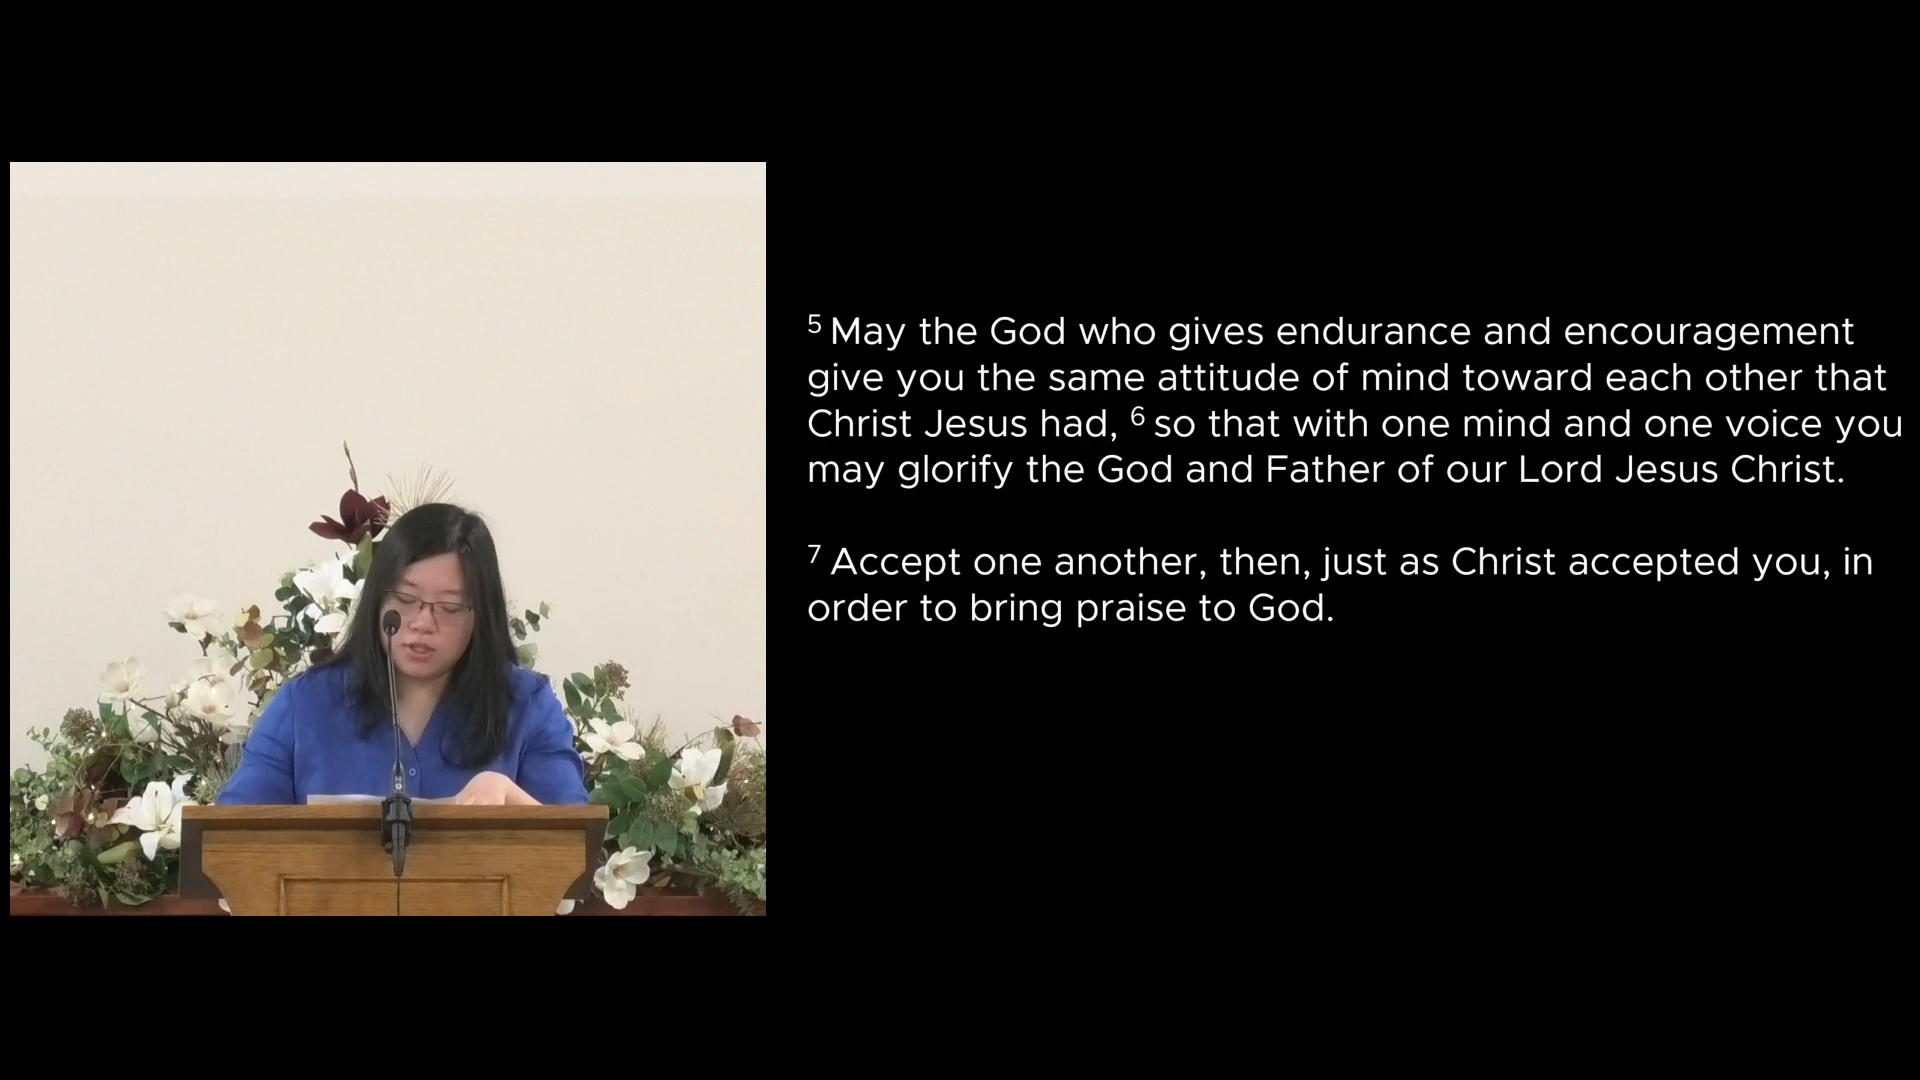 ⁵ May the God who gives endurance and encouragement
give you the same attitude of mind toward each other that
Christ Jesus had, ⁶ so that with one mind and one voice you
may glorify the God and Father of our Lord Jesus Christ.
⁷ Accept one another, then, just as Christ accepted you, in
order to bring praise to God.